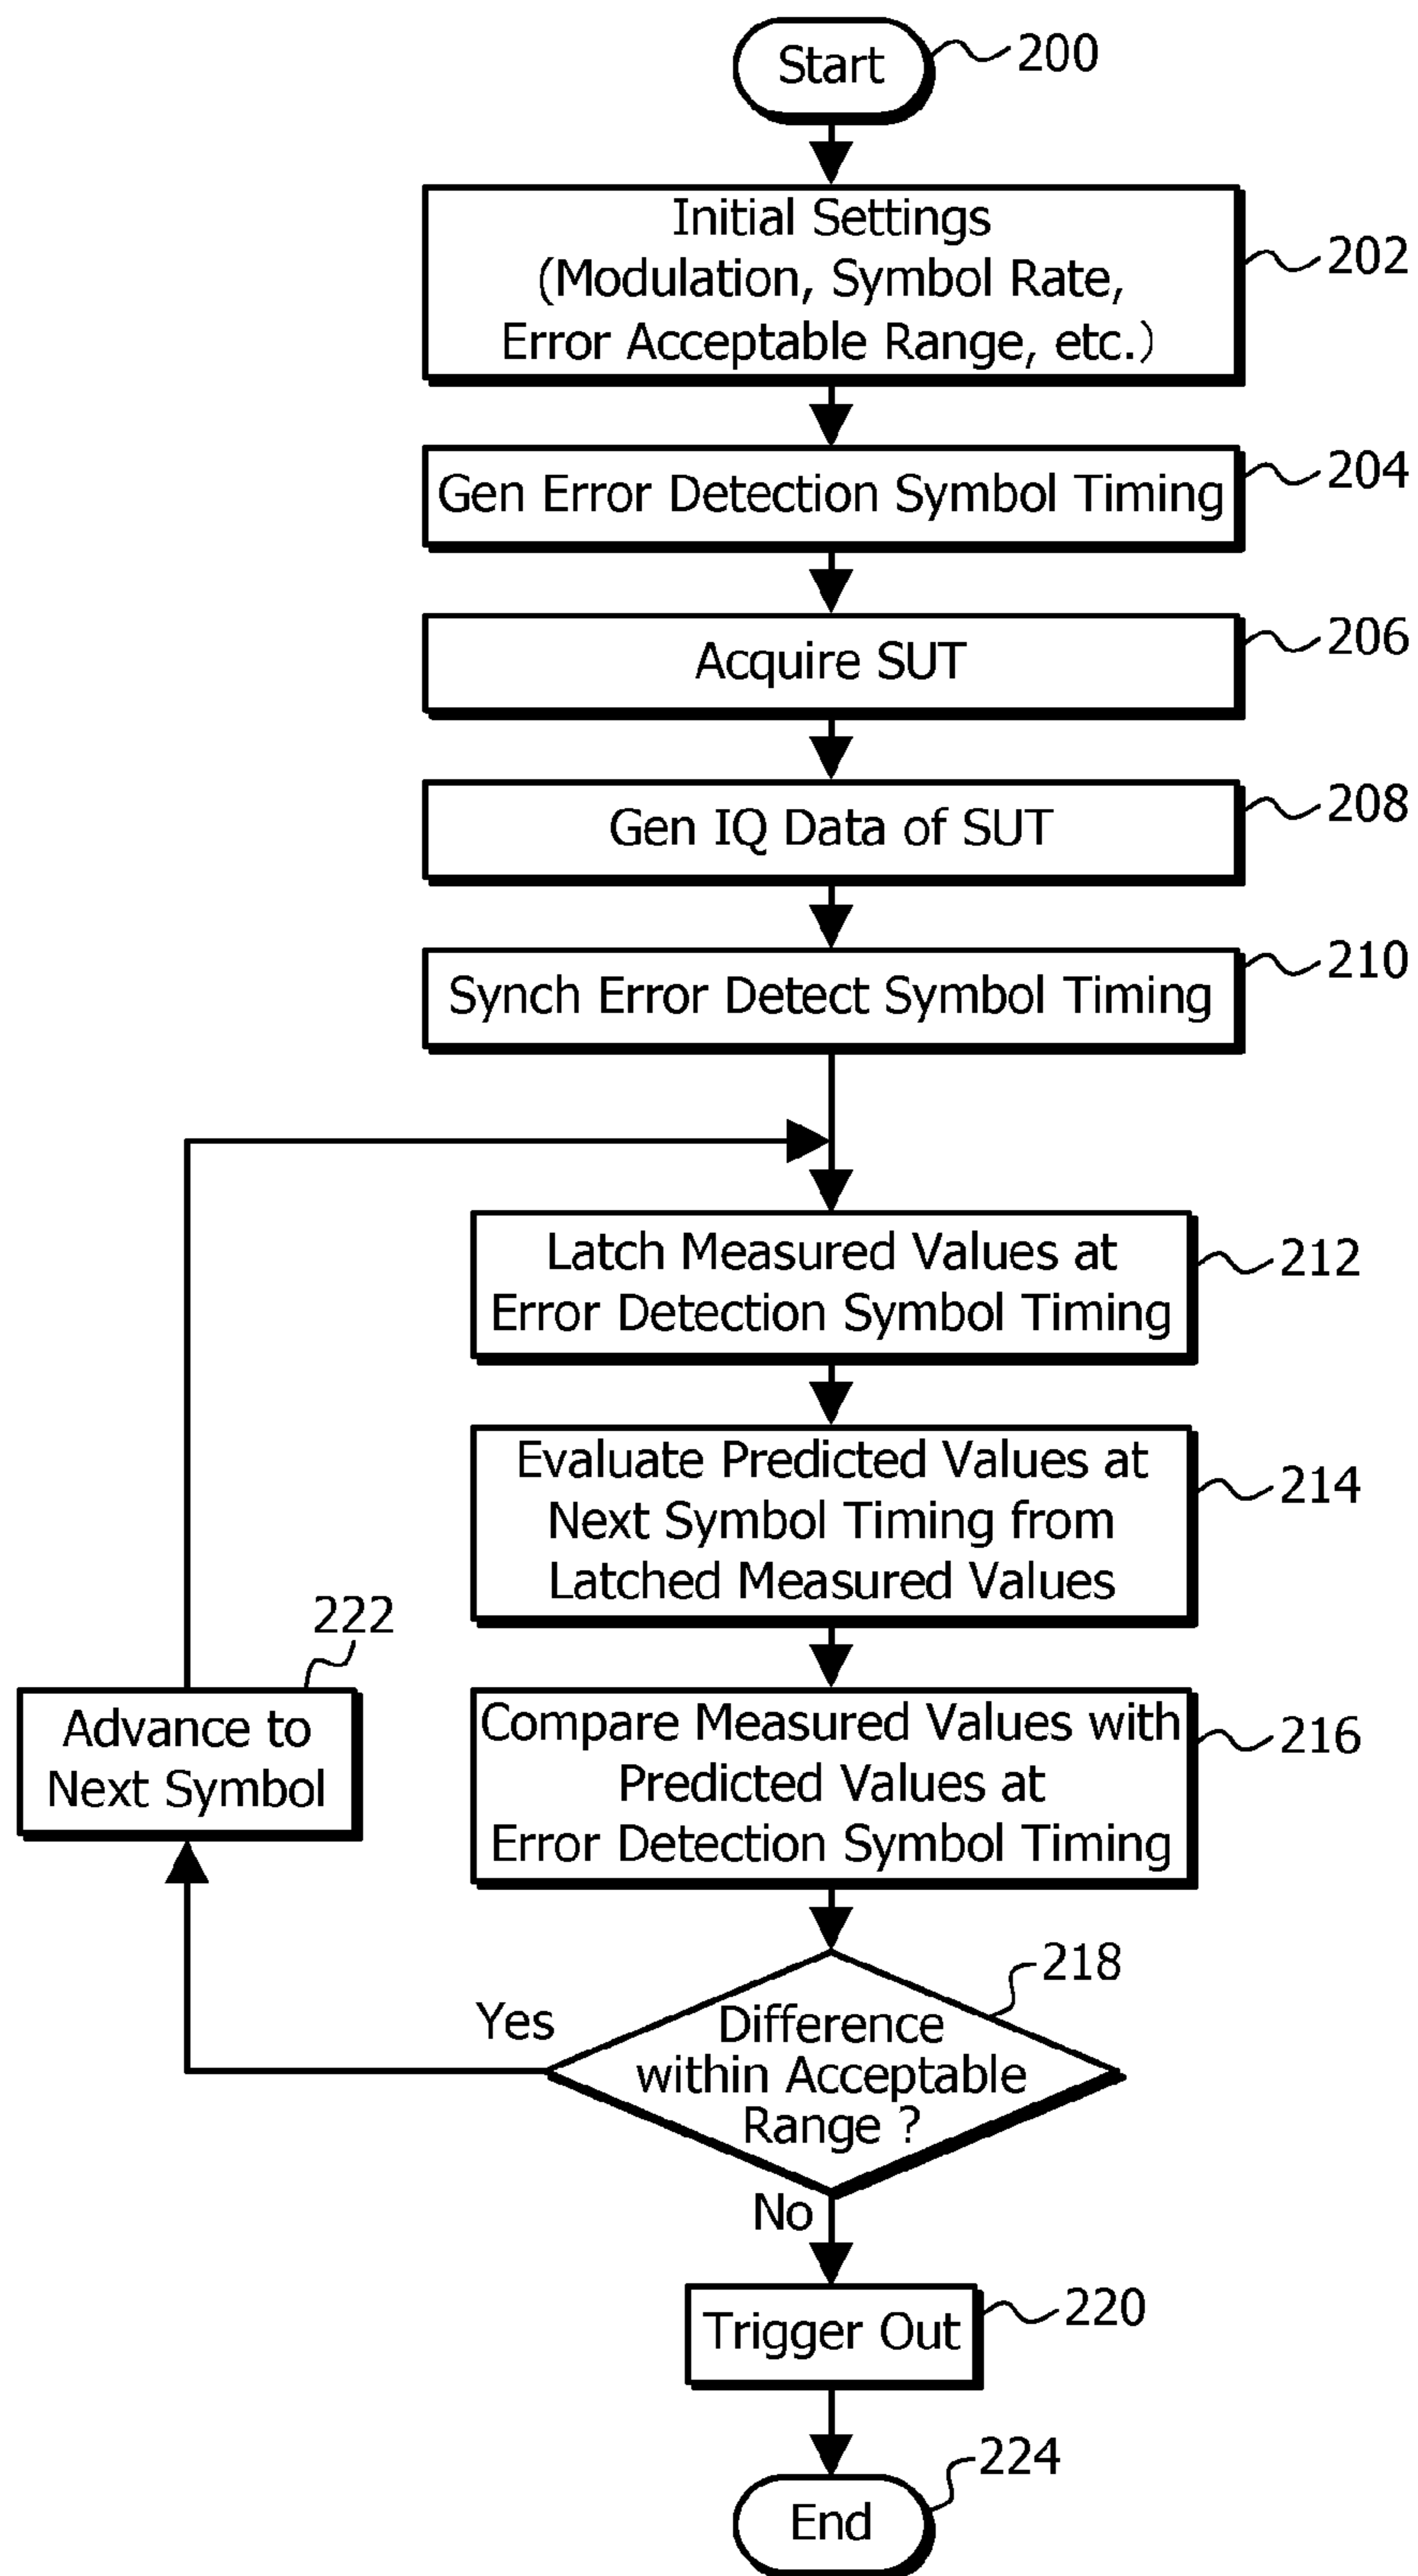 Start
200
Initial Settings
(Modulation, Symbol Rate,
Error Acceptable Range, etc.)
202
Gen Error Detection Symbol Timing
204
Acquire SUT
206
Gen IQ Data of SUT
208
Synch Error Detect Symbol Timing
210
Latch Measured Values at
Error Detection Symbol Timing
212
Evaluate Predicted Values at
Next Symbol Timing from
Latched Measured Values
214
222
Advance to
Next Symbol
Compare Measured Values with
Predicted Values at
Error Detection Symbol Timing
216
218
Yes
Difference
within Acceptable
Range ?
No
Trigger Out
220
224
End